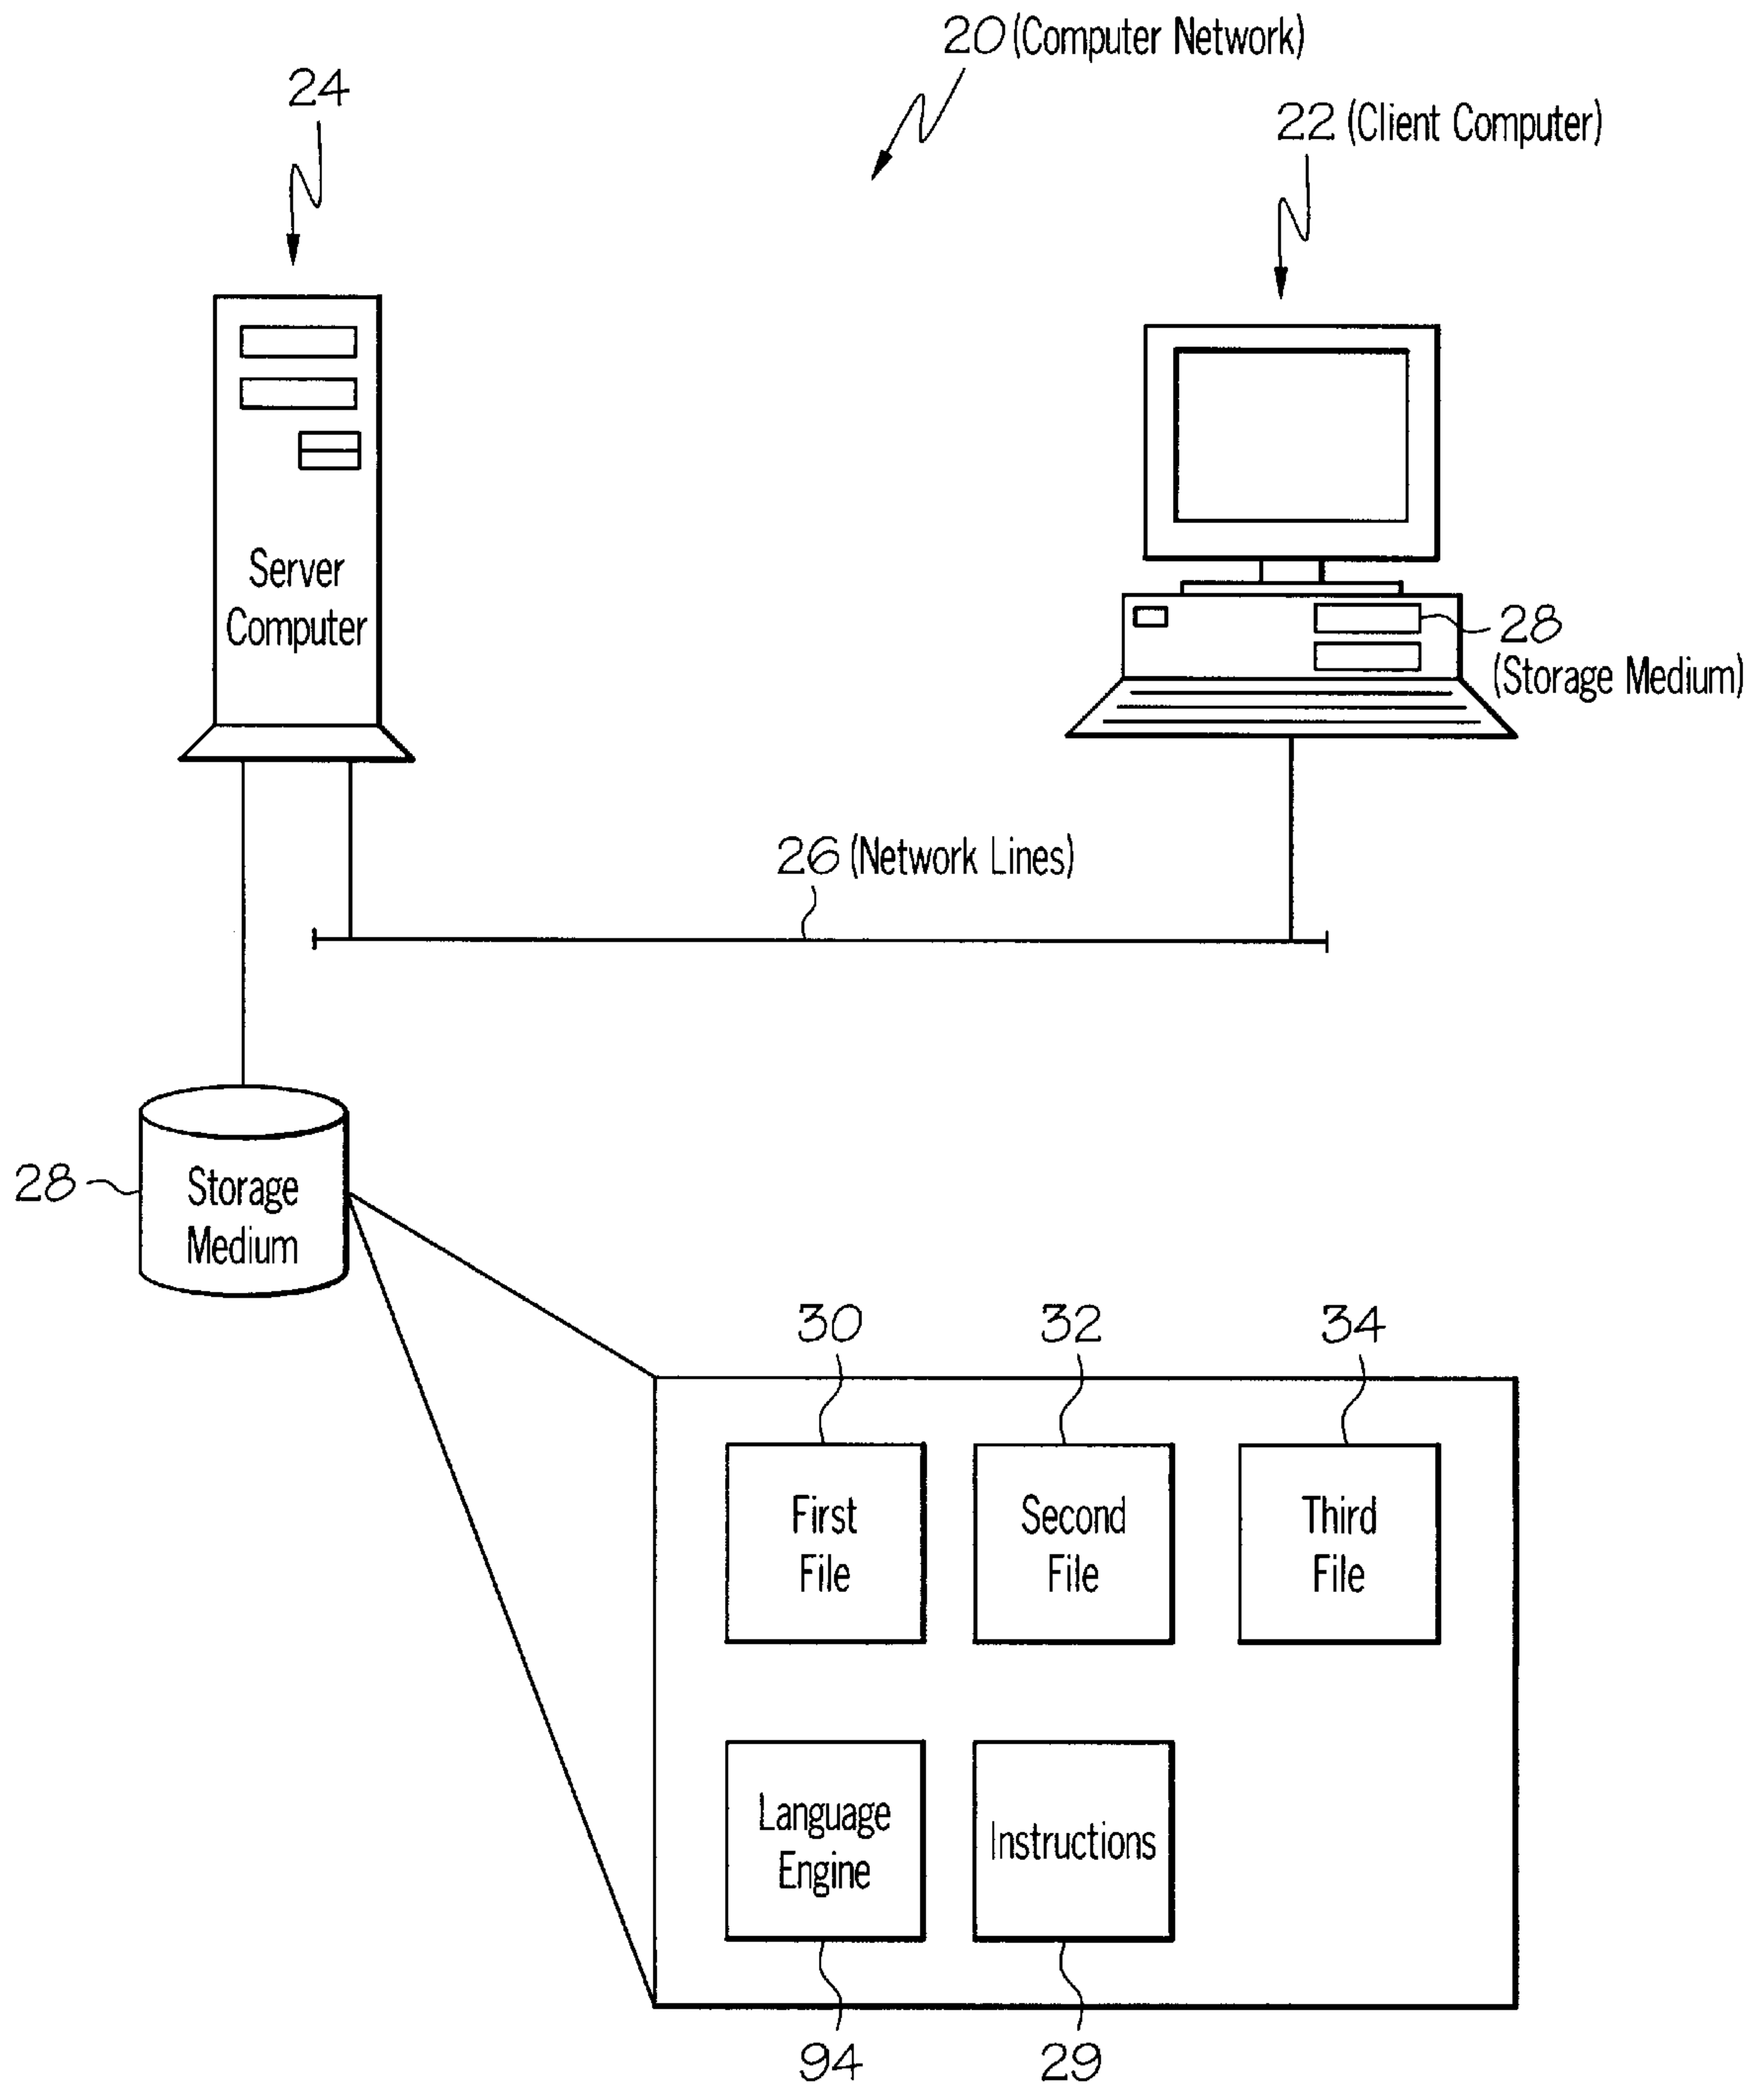 20 (Computer Network)
24
22 (Client Computer)
Server
Computer
28
(Storage Medium)
26 (Network Lines)
28
Storage
Medium
30
32
34
First
File
Second
File
Third
File
Language
Engine
Instructions
94
29